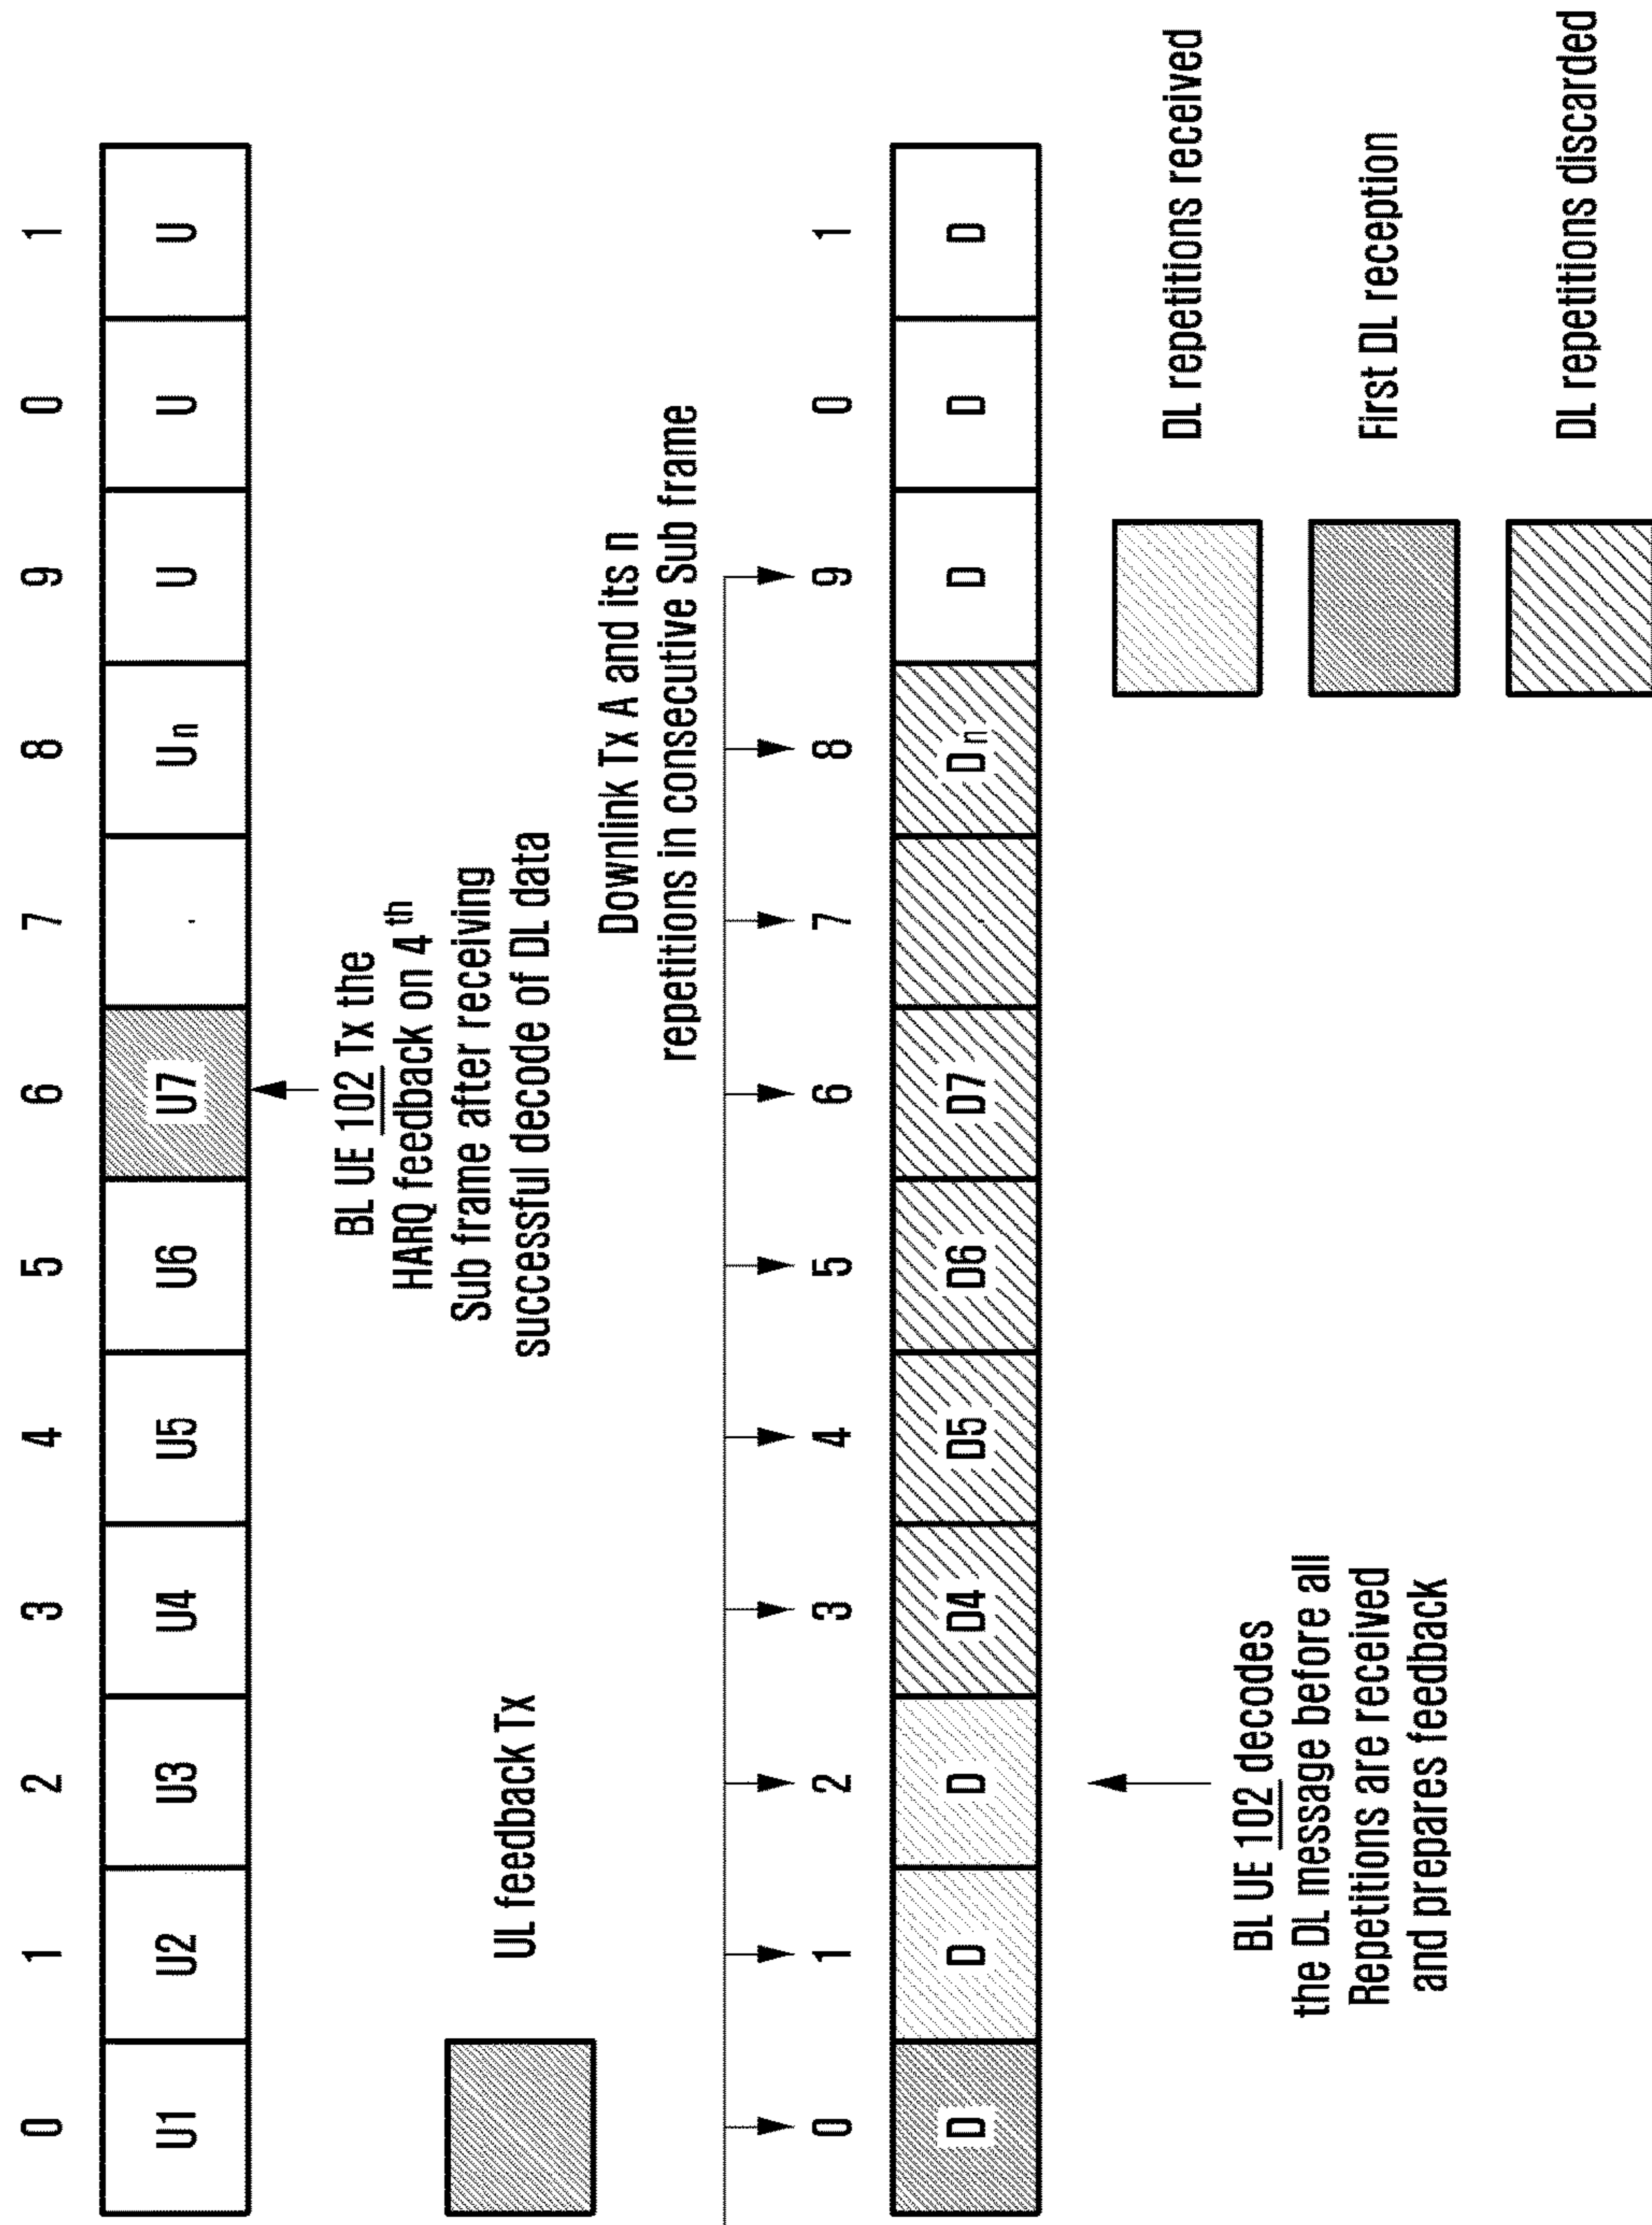 0 1 2 3 4 5 6 7 8 9 0 1
U1 U2 U3 U4 U5 U6 U7 . Un U U U
BL UE 102 Tx the
HARQ feedback on 4th
Sub frame after receiving
successful decode of DL data
UL feedback Tx
Downlink Tx A and its n
repetitions in consecutive Sub frame
0 1 2 3 4 5 6 7 8 9 0 1
D D D D4 D5 D6 D7 . Dn D D D
BL UE 102 decodes
the DL message before all
Repetitions are received
and prepares feedback
DL repetitions received
First DL reception
DL repetitions discarded